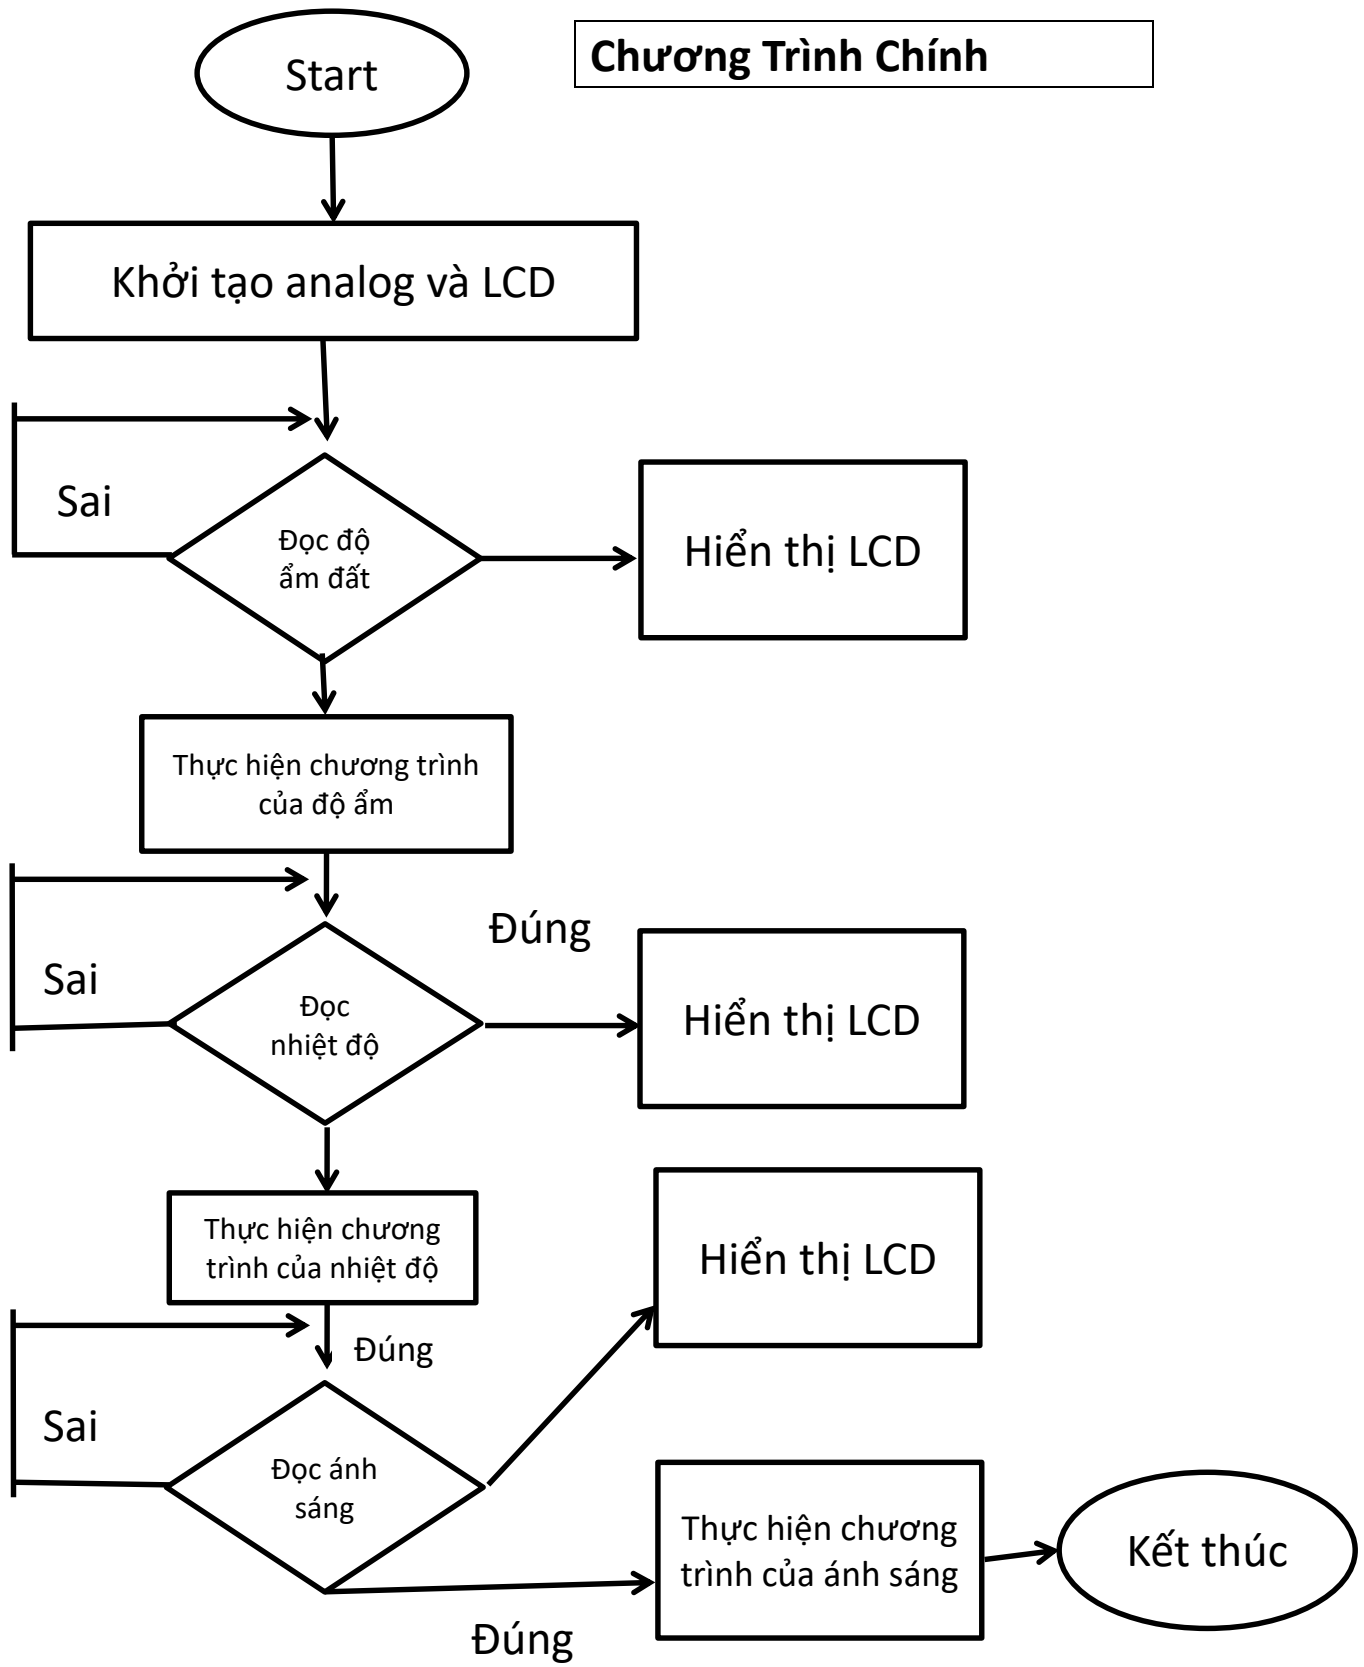 Start
Chương Trình Chính
Khởi tạo analog và LCD
Sai
Đọc độ
ẩm đất
Hiển thị LCD
Thực hiện chương trình
của độ ẩm
Đúng
Sai
Đọc
nhiệt độ
Hiển thị LCD
Thực hiện chương
trình của nhiệt độ
Hiển thị LCD
Đúng
Sai
Đọc ánh
sáng
Thực hiện chương
trình của ánh sáng
Kết thúc
Đúng